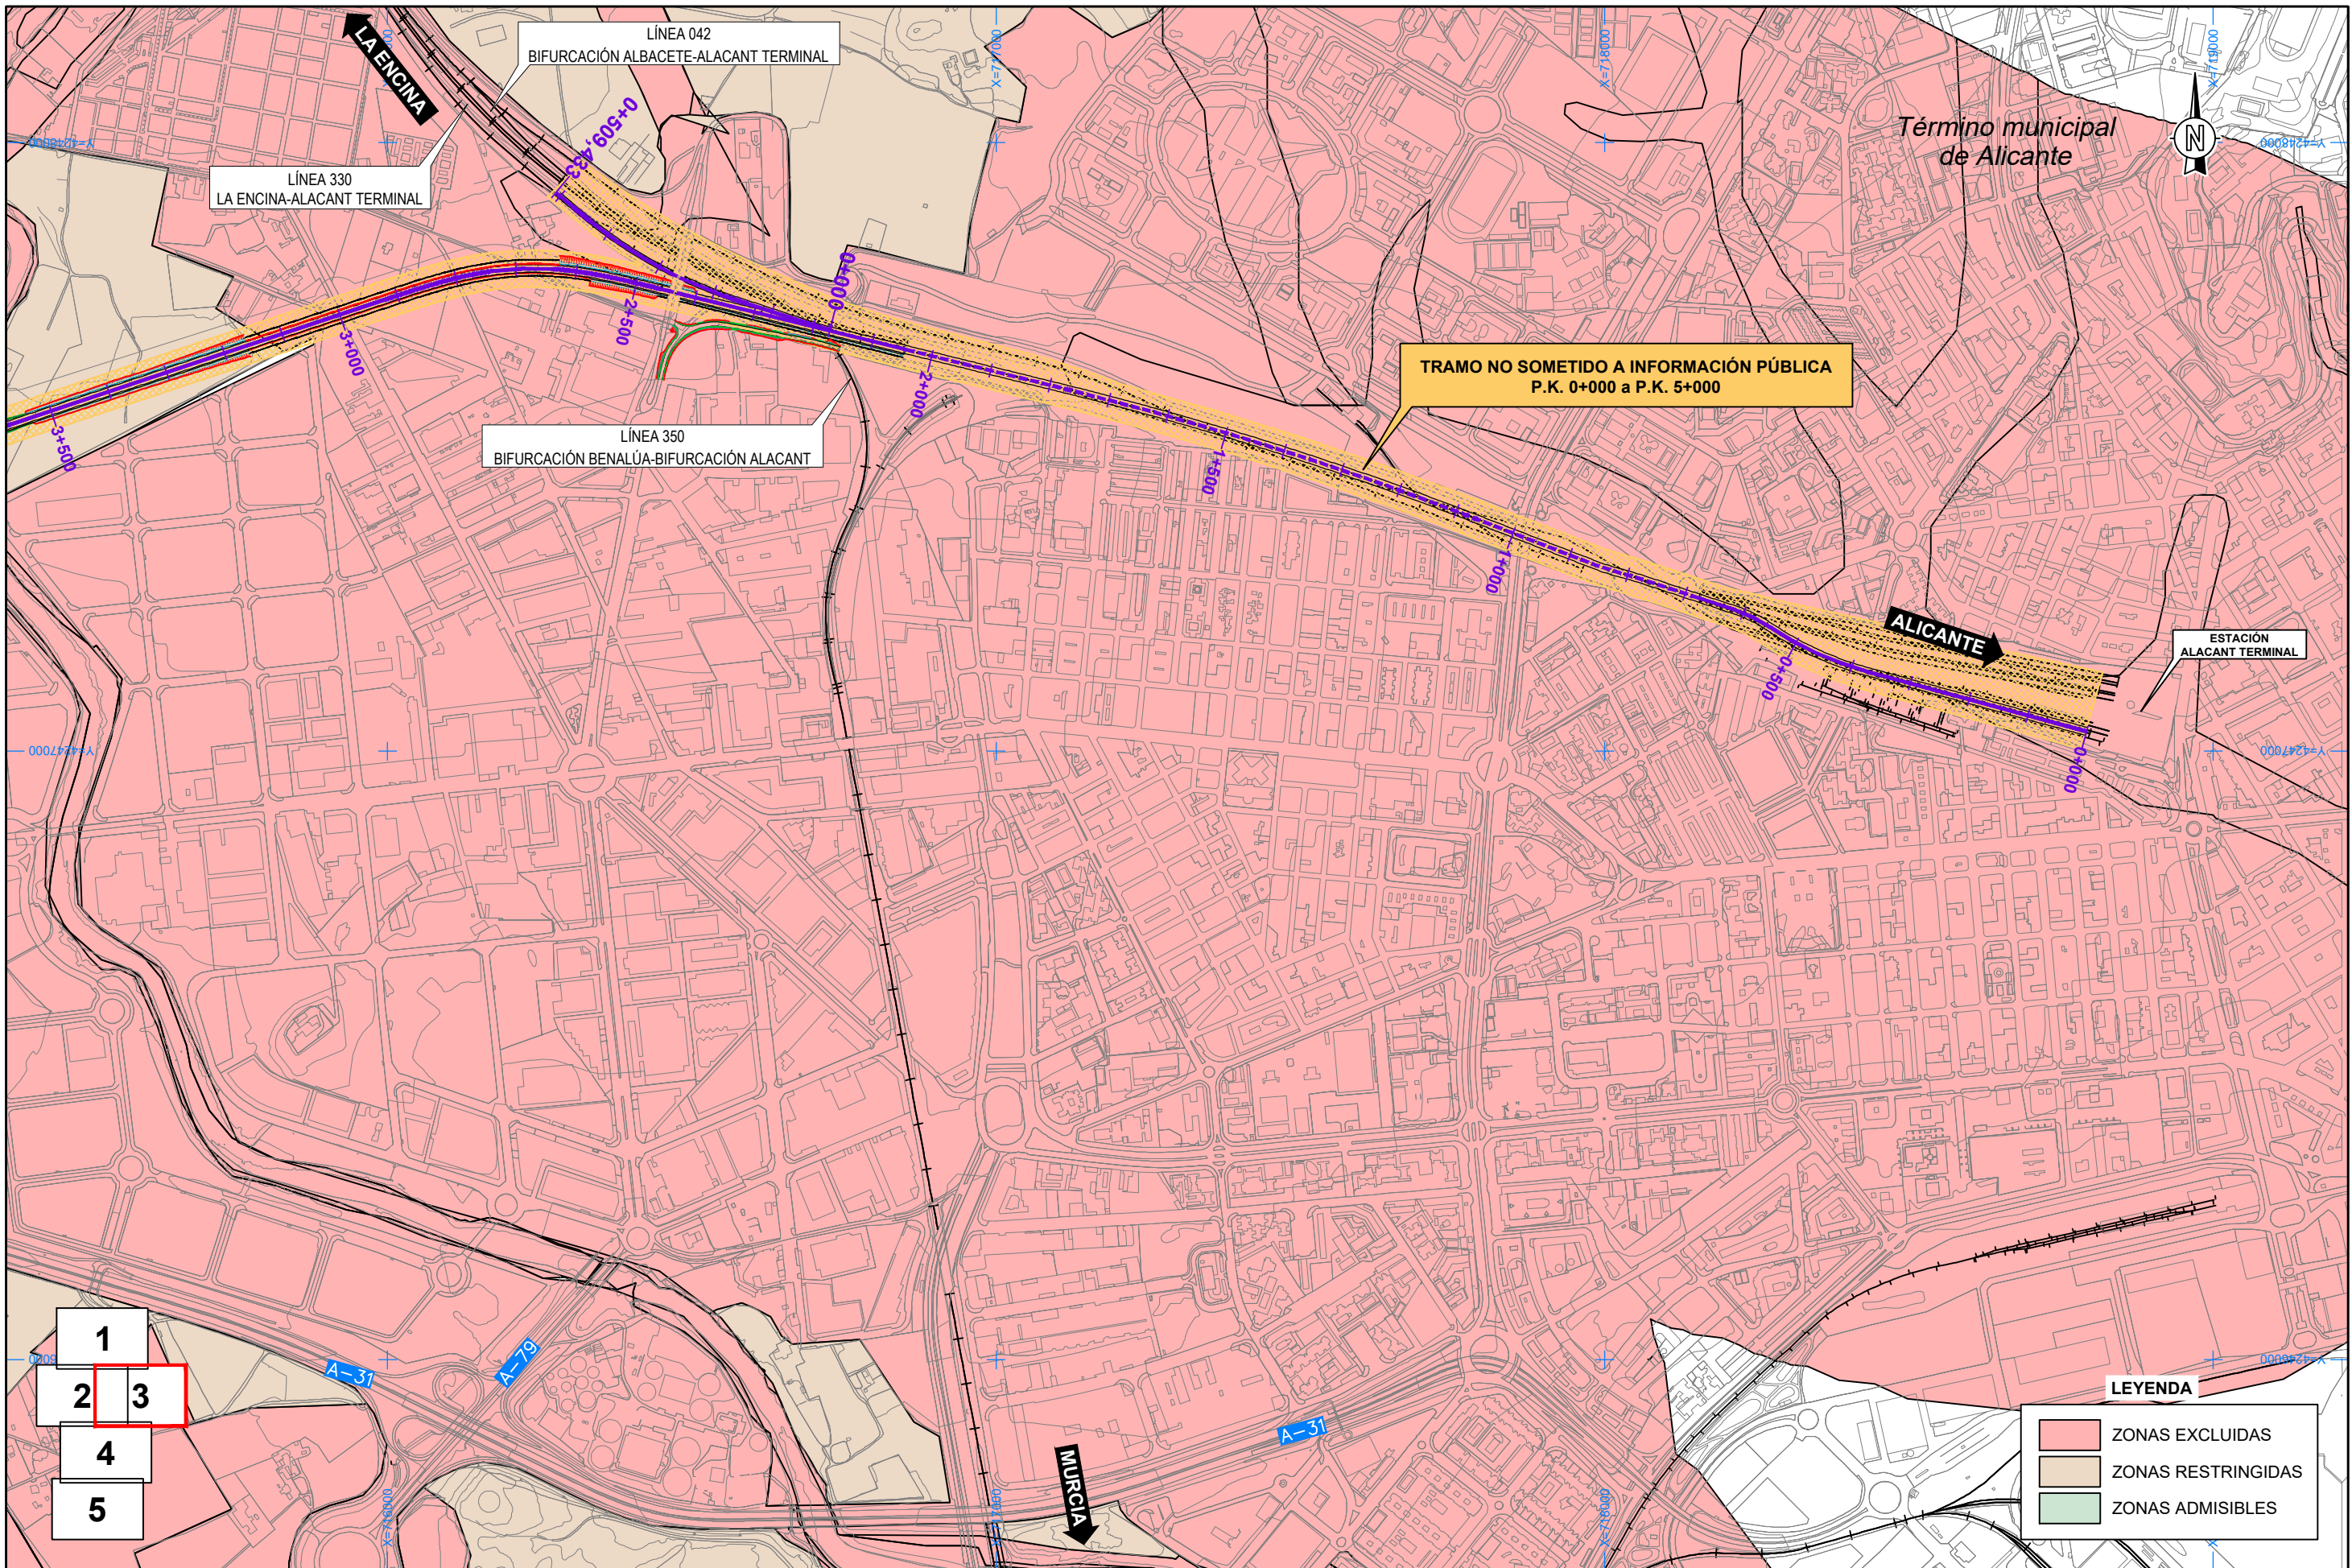 LA ENCINA
LÍNEA 042
BIFURCACIÓN ALBACETE-ALACANT TERMINAL
X=717000
X=718000
X=719000
Término municipal
de Alicante
N
Y=4248000
Y=4248000
0+509,433
LÍNEA 330
LA ENCINA-ALACANT TERMINAL
0+000
2+500
3+000
3+500
2+000
LÍNEA 350
BIFURCACIÓN BENALÚA-BIFURCACIÓN ALACANT
TRAMO NO SOMETIDO A INFORMACIÓN PÚBLICA
P.K. 0+000 a P.K. 5+000
1+500
1+000
0+500
ALICANTE
ESTACIÓN
ALACANT TERMINAL
0+000
Y=4247000
Y=4247000
1
2
3
4
5
A-31
A-79
A-31
MURCIA
X=716000
X=717000
X=718000
Y=4246000
LEYENDA
ZONAS EXCLUIDAS
ZONAS RESTRINGIDAS
ZONAS ADMISIBLES